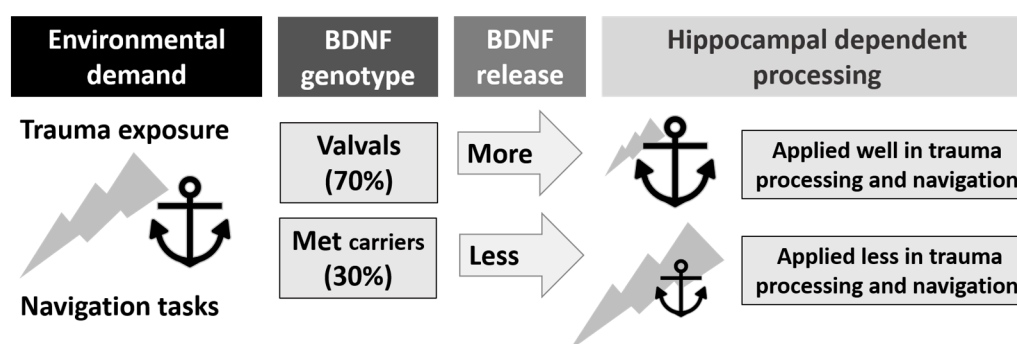 Environmental
demand
BDNF
genotype
BDNF
release
Hippocampal dependent
processing
Trauma exposure
Navigation tasks
Valvals
(70%)
Met carriers
(30%)
More
Less
Applied well in trauma
processing and navigation
Applied less in trauma
processing and navigation